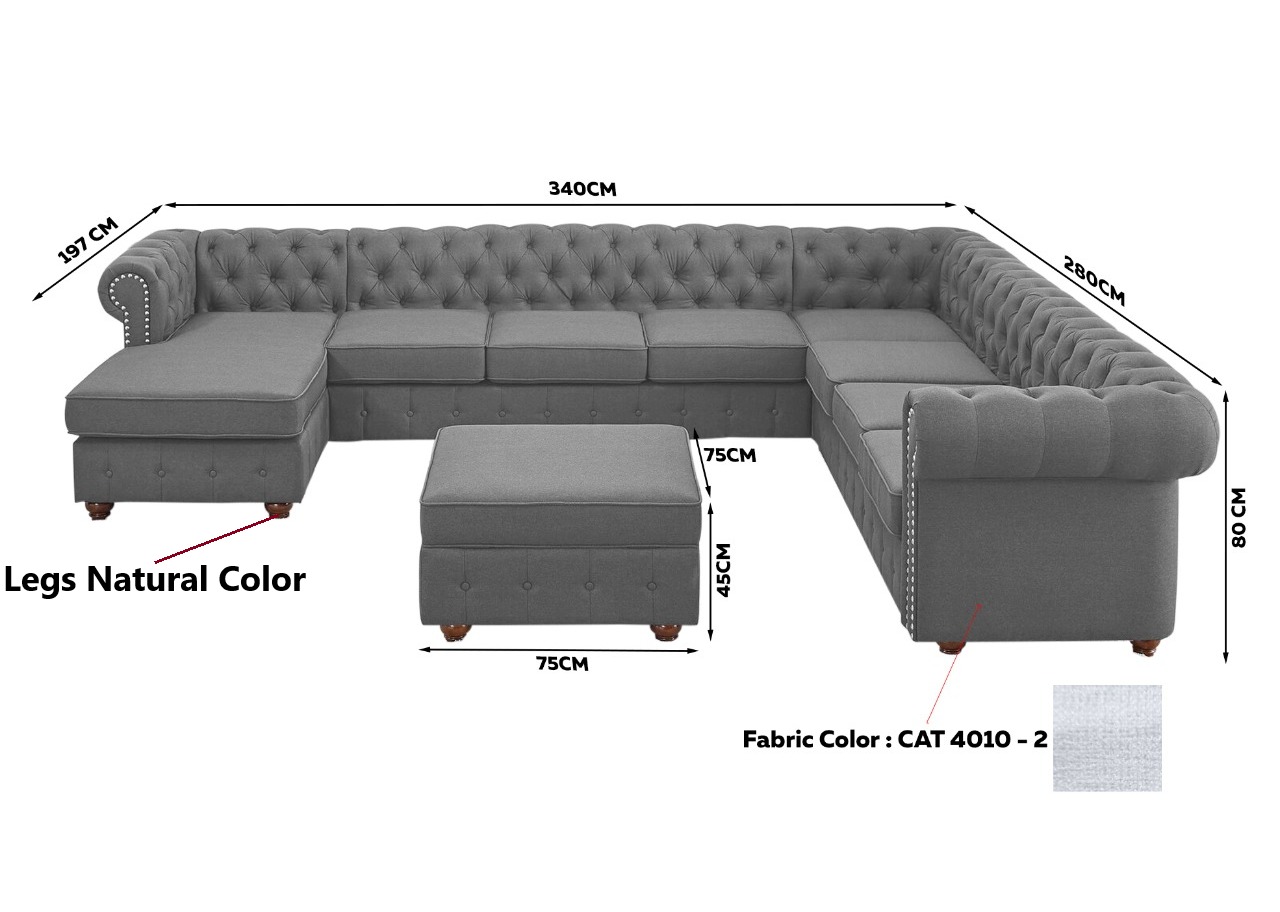 340CM
197 CM
280CM
75CM
80 CM
45CM
Legs Natural Color
75CM
Fabric Color : CAT 4010 - 2